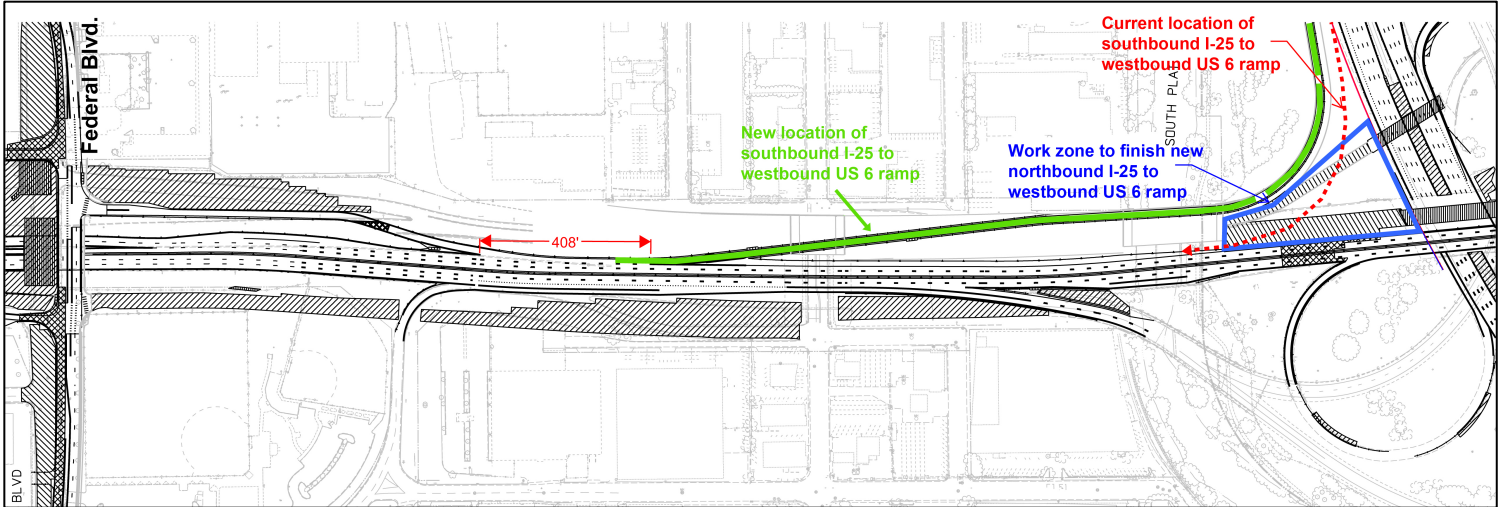 Federal Blvd.
Current location of
southbound I-25 to
westbound US 6 ramp
SOUTH PLA
New location of
southbound I-25 to
westbound US 6 ramp
Work zone to finish new
northbound I-25 to
westbound US 6 ramp
408'
BLVD